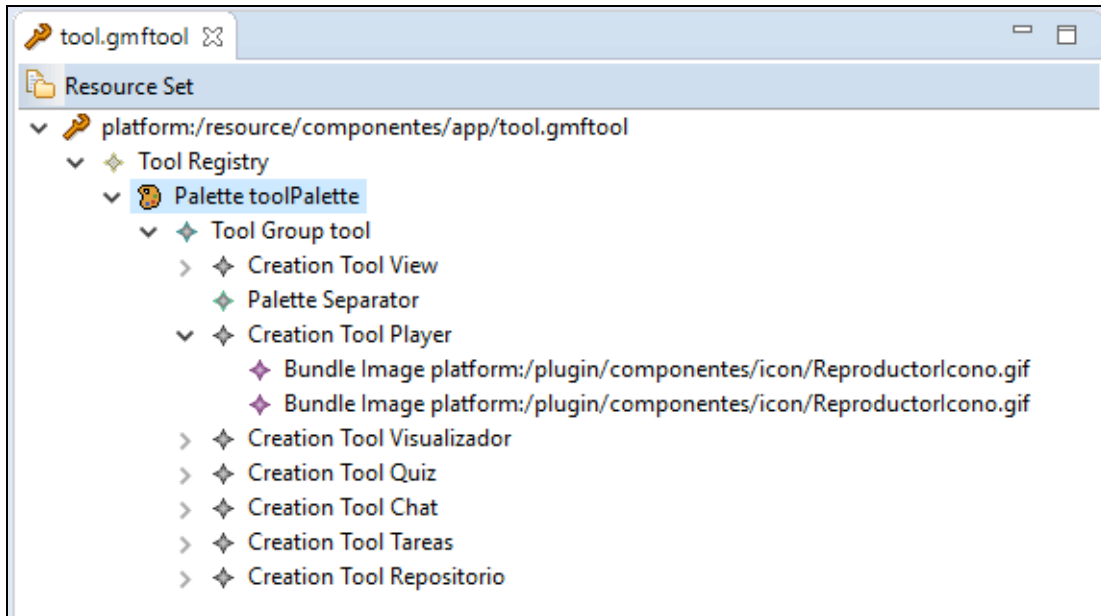 tool.gmftool
Resource Set
platform:/resource/componentes/app/tool.gmftool
Tool Registry
Palette toolPalette
Tool Group tool
Creation Tool View
Palette Separator
Creation Tool Player
Bundle Image platform:/plugin/componentes/icon/ReproductorIcono.gif
Bundle Image platform:/plugin/componentes/icon/ReproductorIcono.gif
Creation Tool Visualizador
Creation Tool Quiz
Creation Tool Chat
Creation Tool Tareas
Creation Tool Repositorio